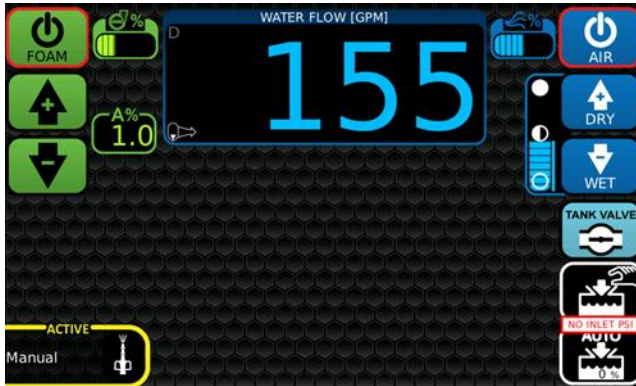 WATER FLOW [GPM]
FOAM
%
D
155
%
AIR
A%
1.0
DRY
WET
TANK VALVE
NO INLET PSI
AUTO
0 %
ACTIVE
Manual